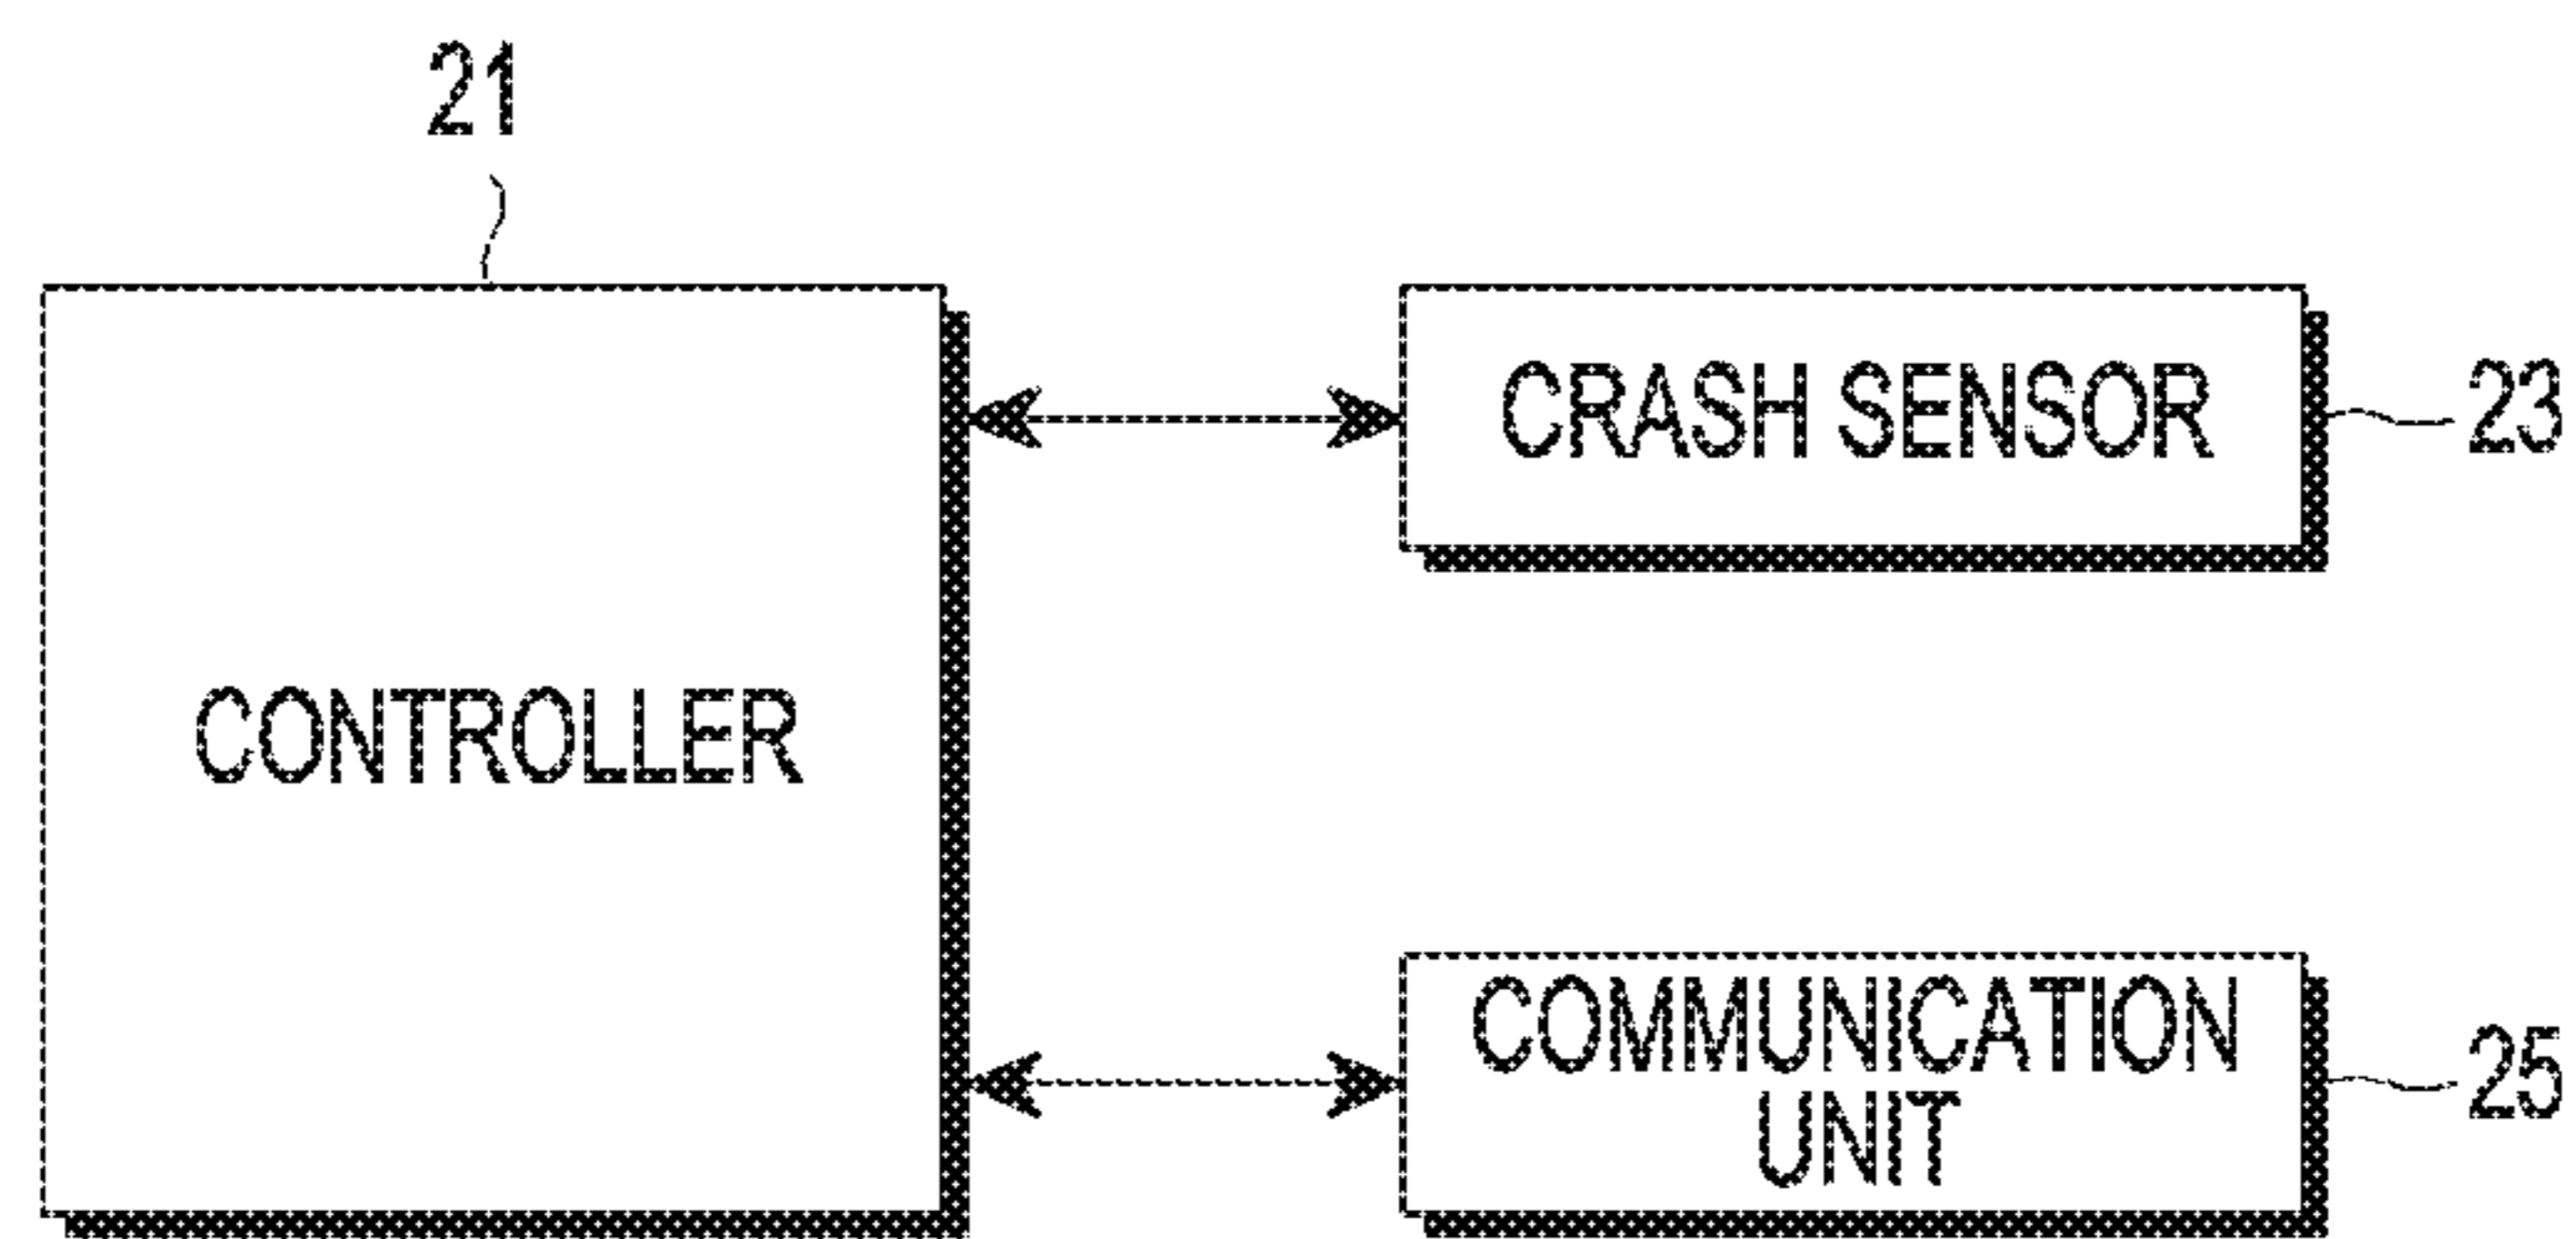 21
CRASH SENSOR
23
CONTROLLER
COMMUNICATION
UNIT
25